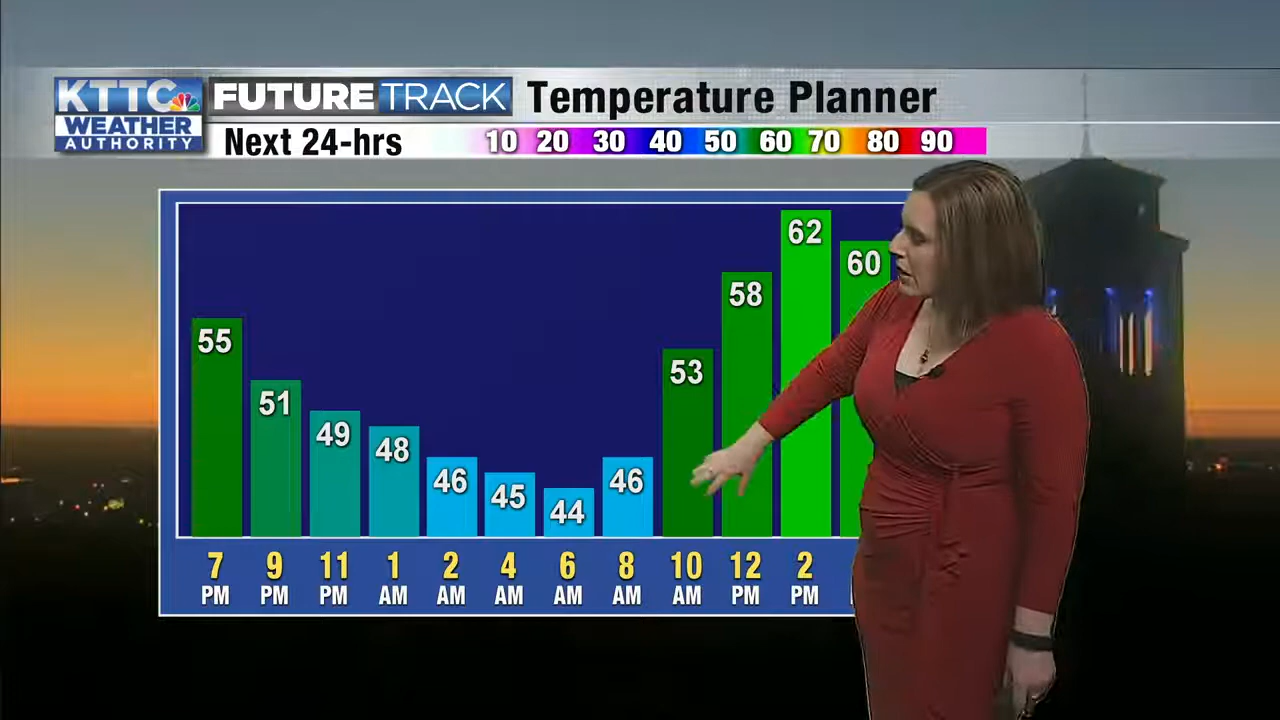 KTTC
WEATHER
AUTHORITY
FUTURETRACK
Temperature Planner
Next 24-hrs
10 20 30 40 50 60 70 80 90
55 51 49 48 46 45 44 46 53 58 62 60
7 9 11 1 2 4 6 8 10 12 2
PM PM PM AM AM AM AM AM AM PM PM